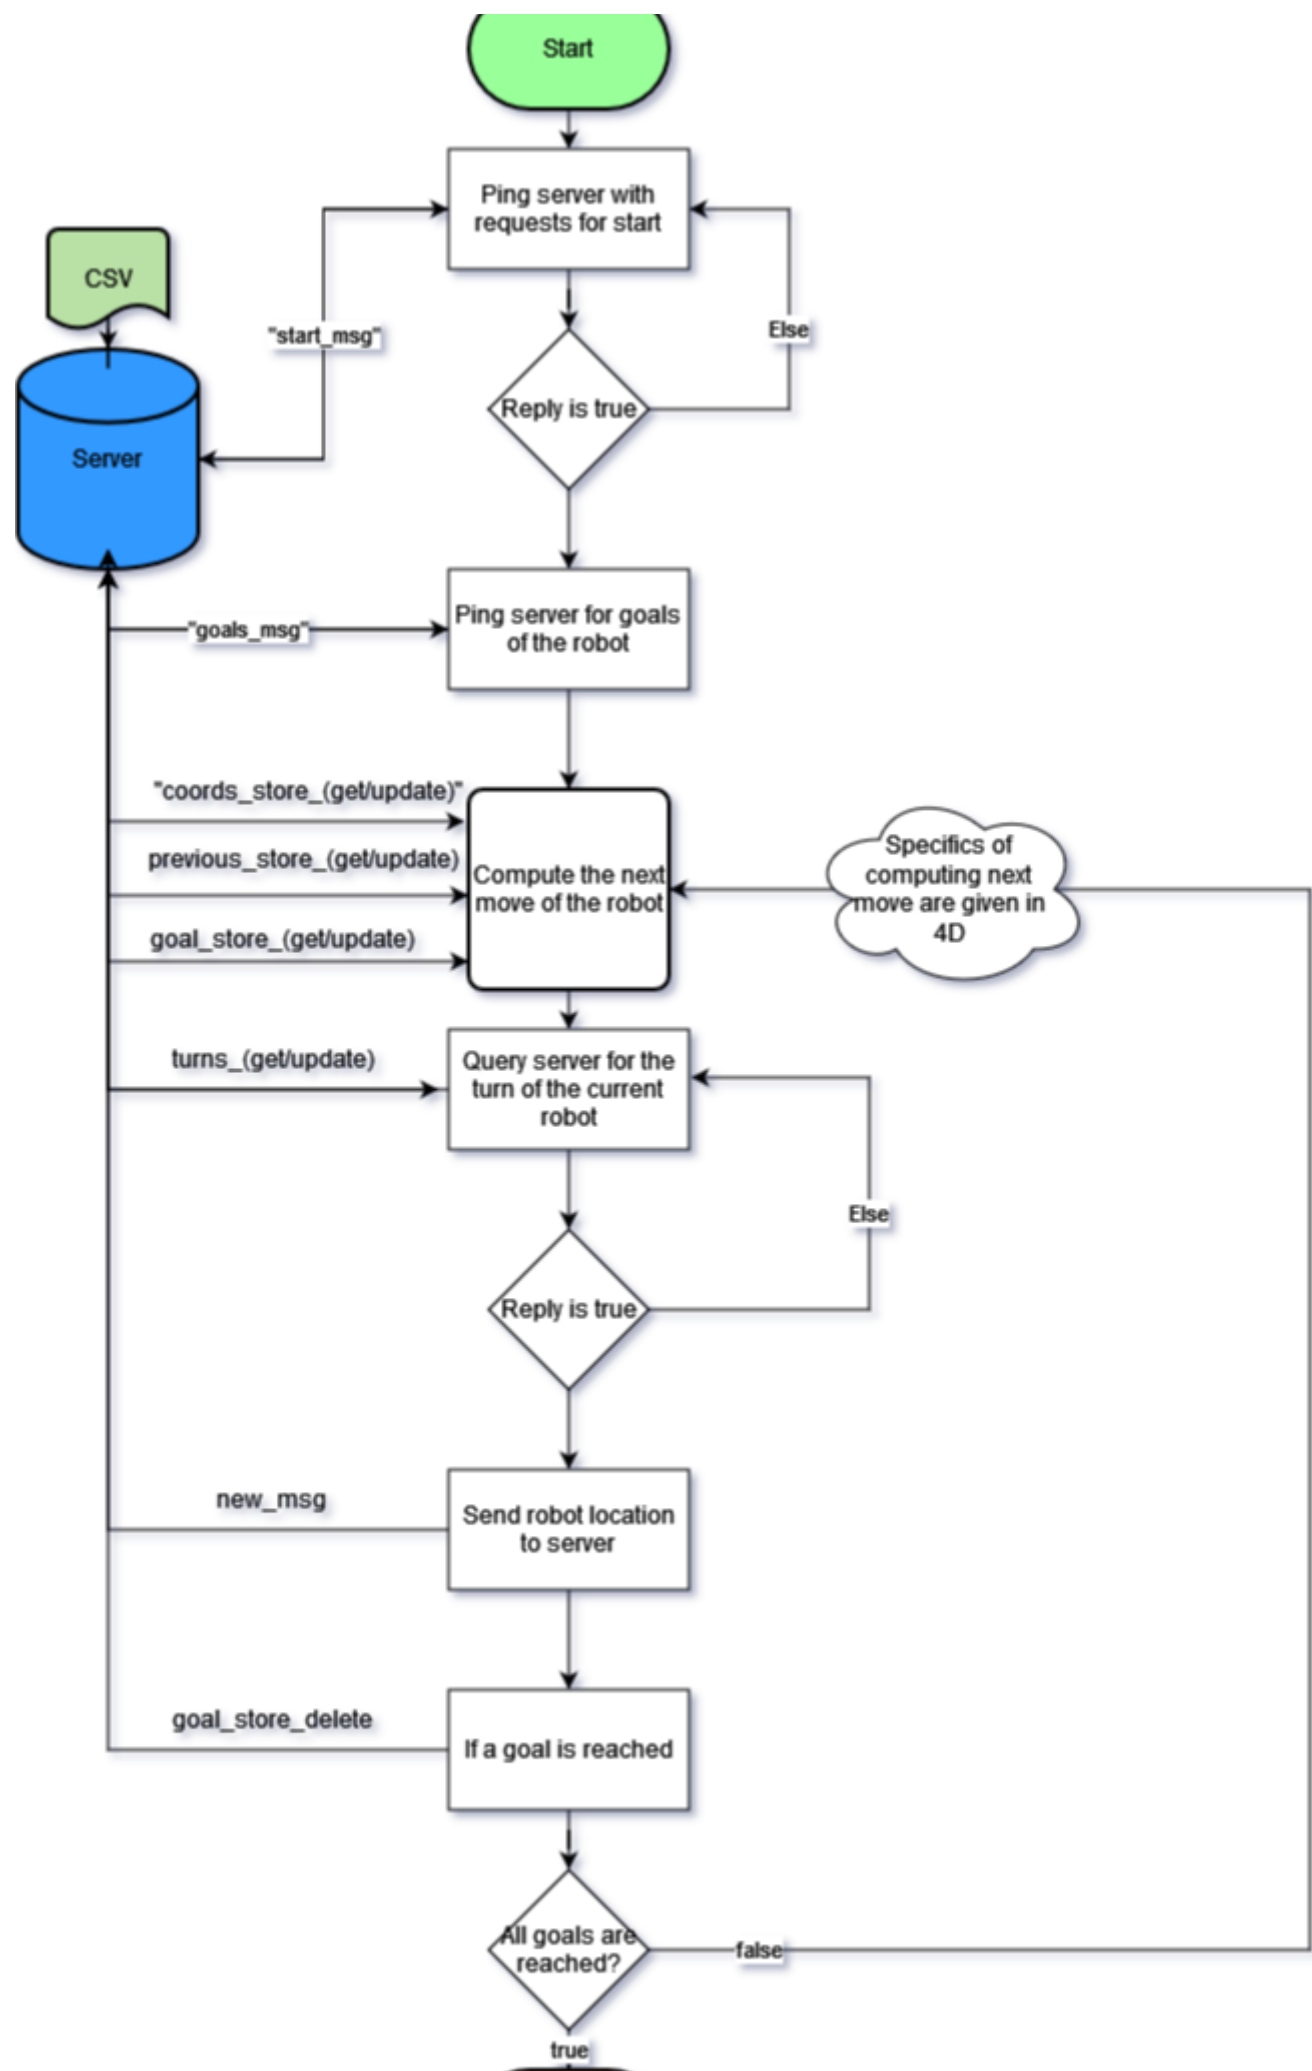 Start
Ping server with
requests for start
CSV
"start_msg"
Else
Reply is true
Server
"goals_msg"
Ping server for goals
of the robot
"coords_store_(get/update)"
previous_store_(get/update)
goal_store_(get/update)
Compute the next
move of the robot
Specifics of
computing next
move are given in
4D
turns_(get/update)
Query server for the
turn of the current
robot
Else
Reply is true
new_msg
Send robot location
to server
goal_store_delete
If a goal is reached
All goals are
reached?
false
true